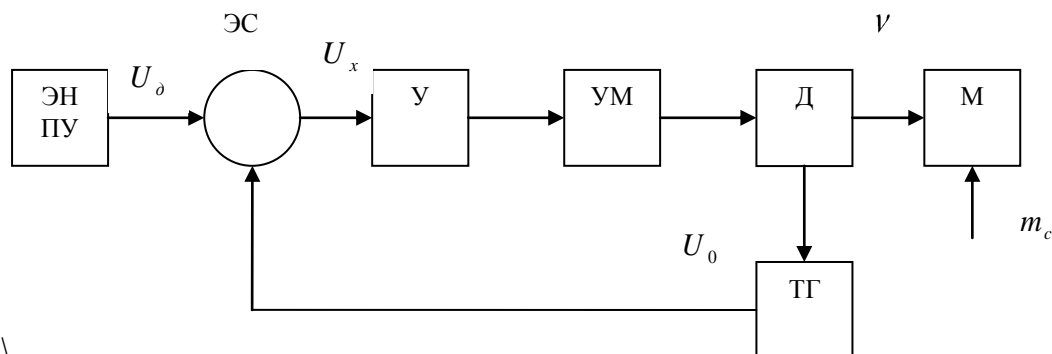 ЭС
ν
U_x
U_д
ЭН
ПУ
У
УМ
Д
М
m_c
U_0
ТГ
\